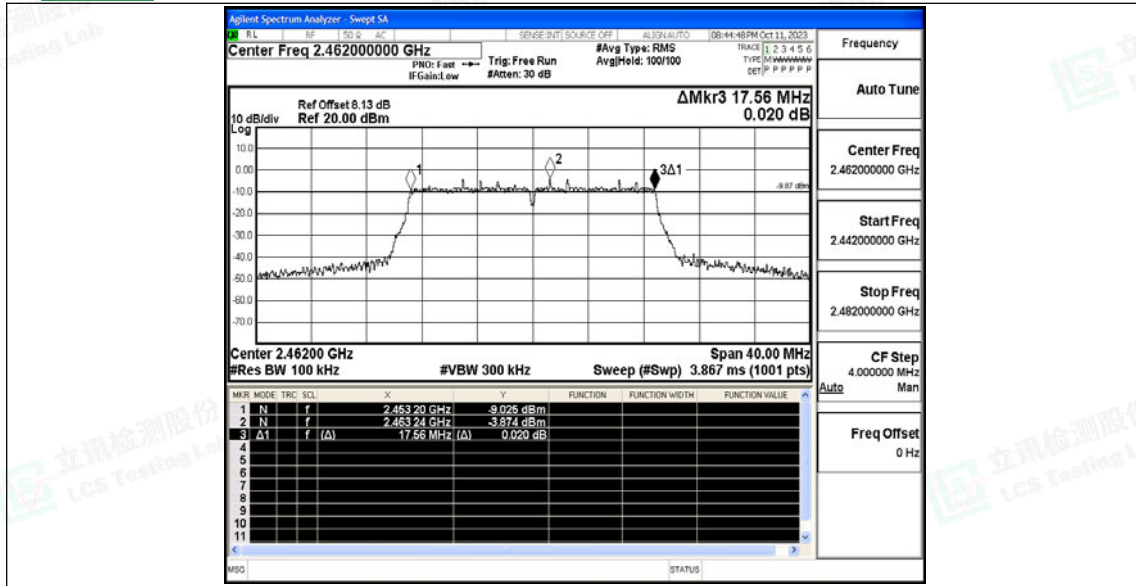 Agilent Spectrum Analyzer - Swept SA
RL RF 50 Ω AC SENSE:INT SOURCE OFF ALIGNAUTO 08:44:48PM Oct 11, 2023
Center Freq 2.462000000 GHz
PNO: Fast
IFGain:Low
Trig: Free Run
#Atten: 30 dB
#Avg Type: RMS
Avg|Hold: 100/100
TRACE 1 2 3 4 5 6
TYPE M W W W W W
DET P P P P P P
ΔMkr3 17.56 MHz
0.020 dB
Ref Offset 8.13 dB
10 dB/div Ref 20.00 dBm
Log
10.0
0.00
-10.0
-20.0
-30.0
-40.0
-50.0
-60.0
-70.0
1
2
3Δ1
-9.87 dBm
Center 2.46200 GHz Span 40.00 MHz
#Res BW 100 kHz #VBW 300 kHz Sweep (#Swp) 3.867 ms (1001 pts)
MKR MODE TRC SCL X Y FUNCTION FUNCTION WIDTH FUNCTION VALUE
1 N f 2.453 20 GHz -9.025 dBm
2 N f 2.463 24 GHz -3.874 dBm
3 Δ1 f (Δ) 17.56 MHz (Δ) 0.020 dB
4
5
6
7
8
9
10
11
MSG STATUS
Frequency
Auto Tune
Center Freq
2.462000000 GHz
Start Freq
2.442000000 GHz
Stop Freq
2.482000000 GHz
CF Step
4.000000 MHz
Auto Man
Freq Offset
0 Hz
立讯检测股份
LCS Testing Lab
立讯检测股份
LCS Testing L